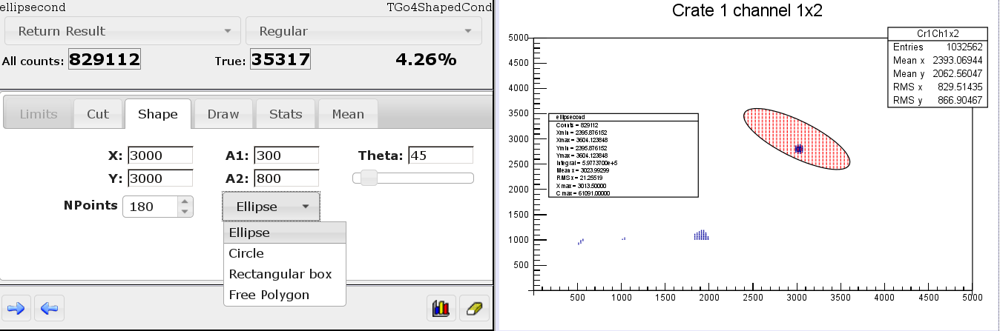 ellipsecond TGo4ShapedCond
Return Result Regular
All counts: 829112 True: 35317 4.26%
Limits Cut Shape Draw Stats Mean
X: 3000 A1: 300 Theta: 45
Y: 3000 A2: 800
NPoints 180 Ellipse
Ellipse
Circle
Rectangular box
Free Polygon
Crate 1 channel 1x2
Cr1Ch1x2
Entries 1032562
Mean x 2393.06944
Mean y 2062.56047
RMS x 829.51435
RMS y 866.90467
5000
4500
4000
3500
3000
2500
2000
1500
1000
500
ellipsecond
Counts = 829112
Xmin = 2395.876152
Xmax = 3604.123848
Ymin = 2395.876152
Ymax = 3604.123848
Integral = 5.9773700e+5
Mean x = 3023.99299
RMS x = 21.25519
X max = 3013.50000
C max = 61091.00000
500 1000 1500 2000 2500 3000 3500 4000 4500 5000